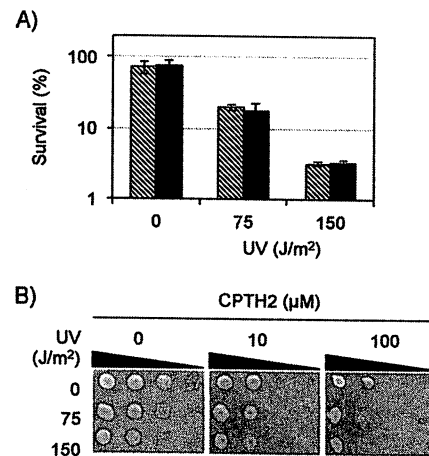 A)
Survival (%)
100
10
1
0 75 150
UV (J/m²)
B)
CPTH2 (µM)
UV 0 10 100
(J/m²)
0
75
150